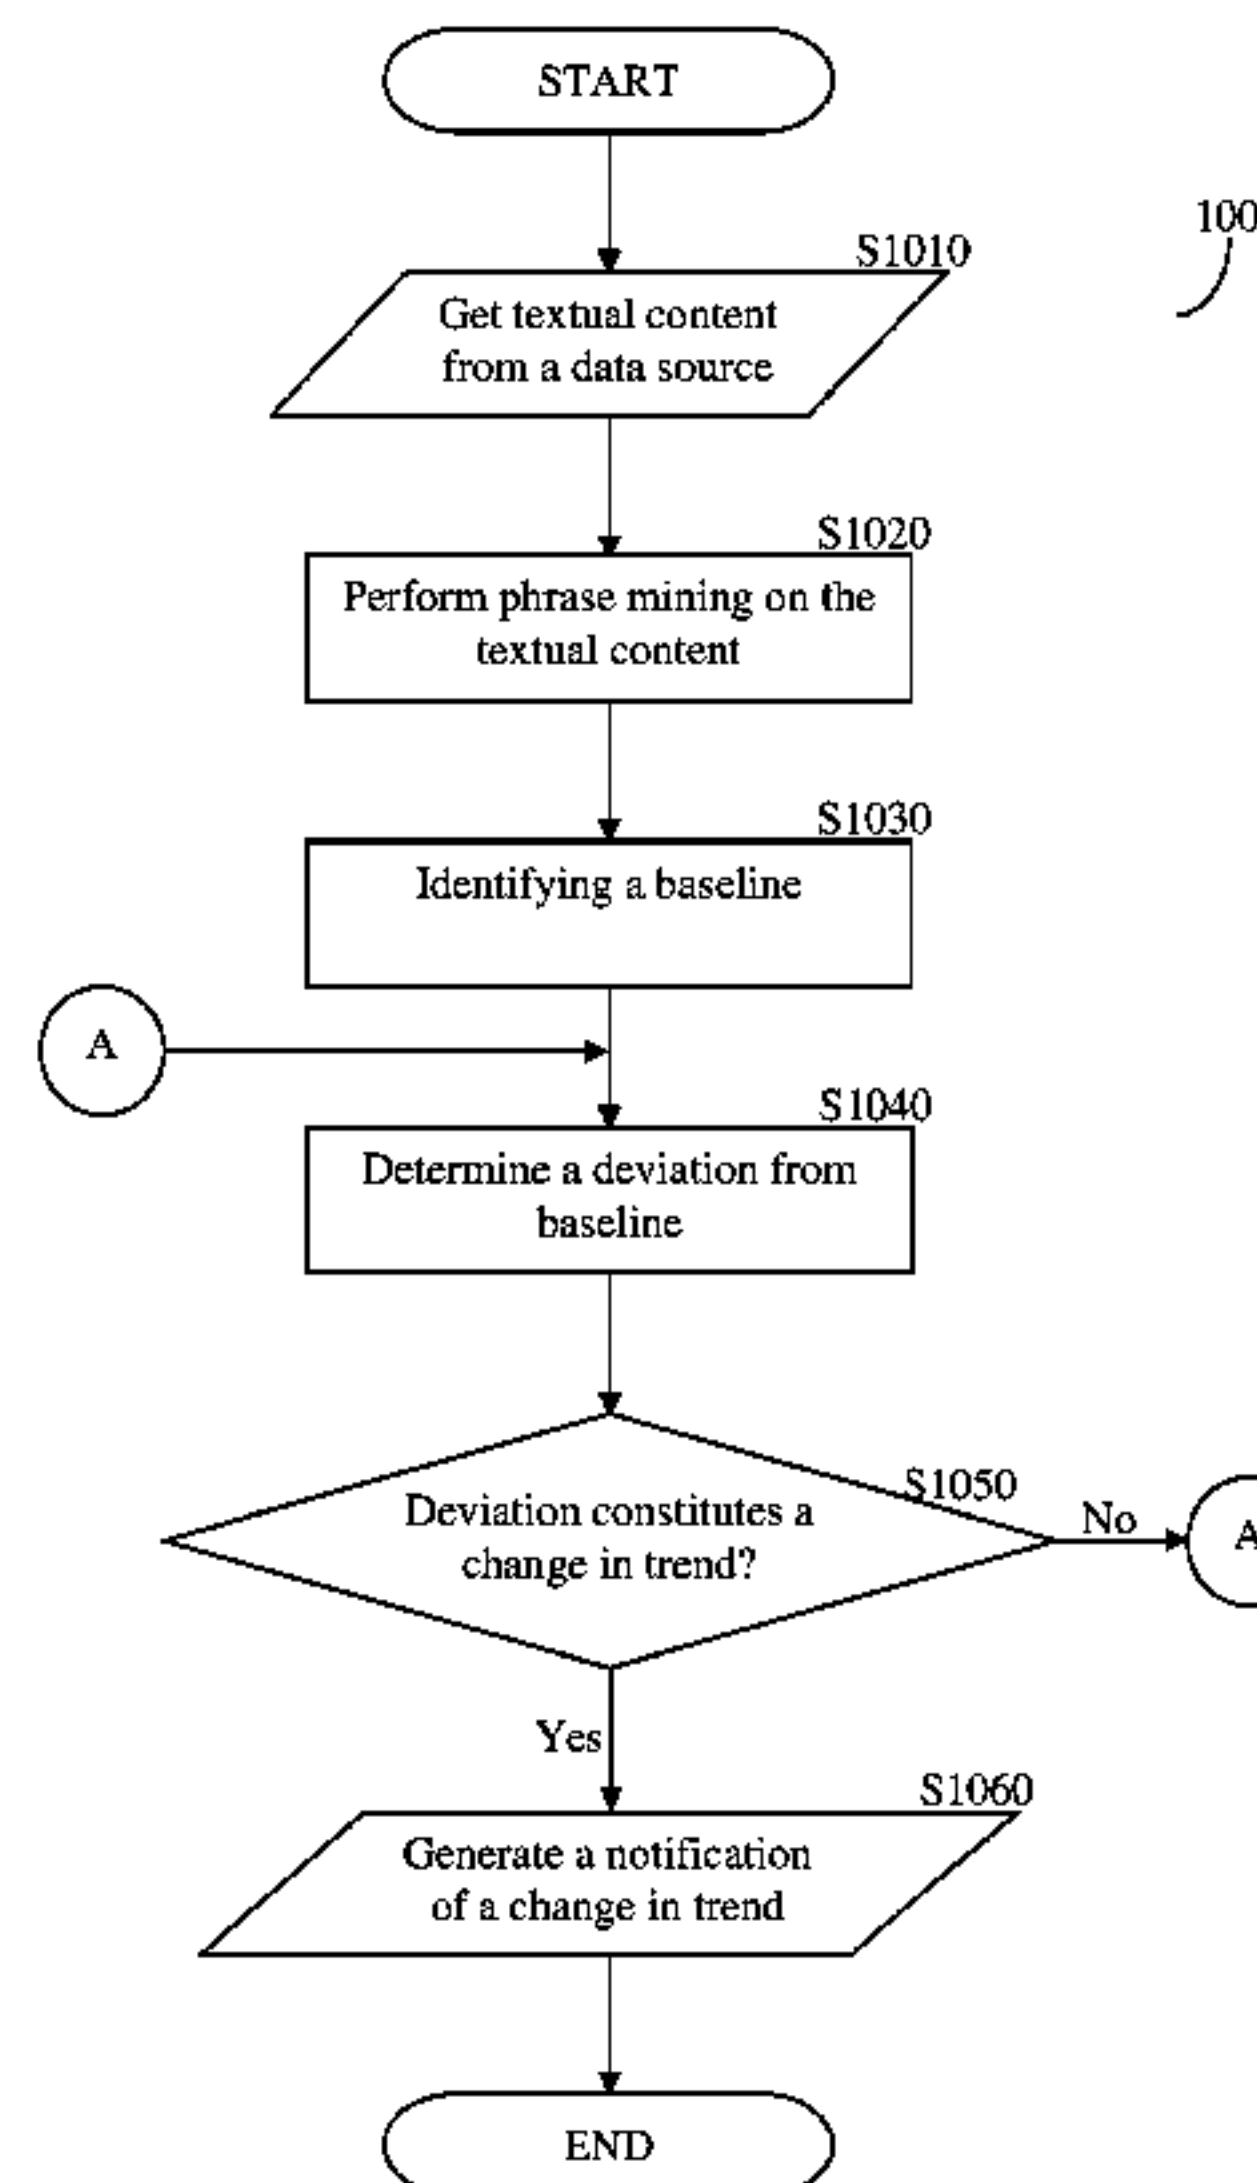 START
100
S1010
Get textual content
from a data source
S1020
Perform phrase mining on the
textual content
S1030
Identifying a baseline
A
S1040
Determine a deviation from
baseline
S1050
Deviation constitutes a
change in trend?
No
A
Yes
S1060
Generate a notification
of a change in trend
END